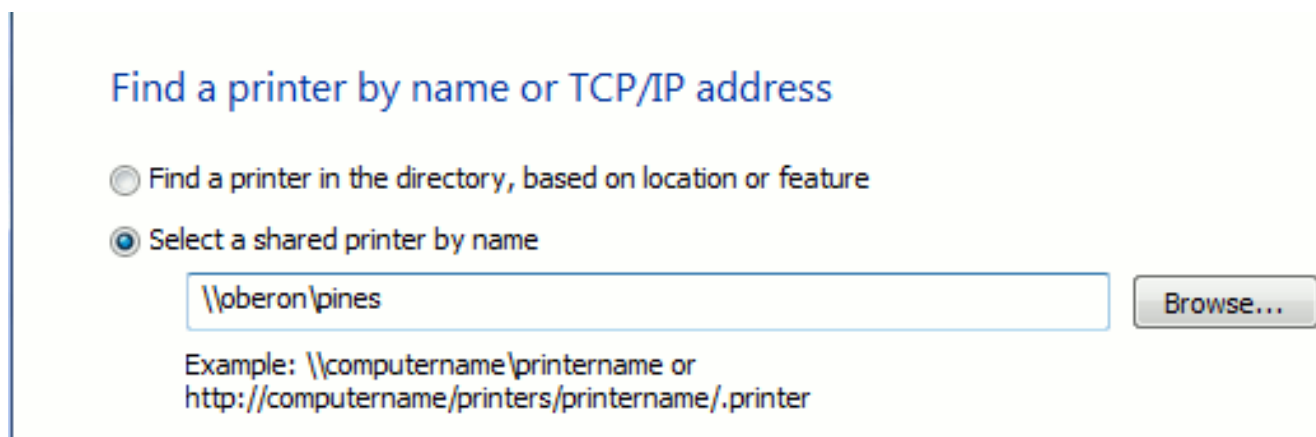 Find a printer by name or TCP/IP address
Find a printer in the directory, based on location or feature
Select a shared printer by name
\\oberon\pines
Browse...
Example: \\computername\printername or
http://computername/printers/printername/.printer